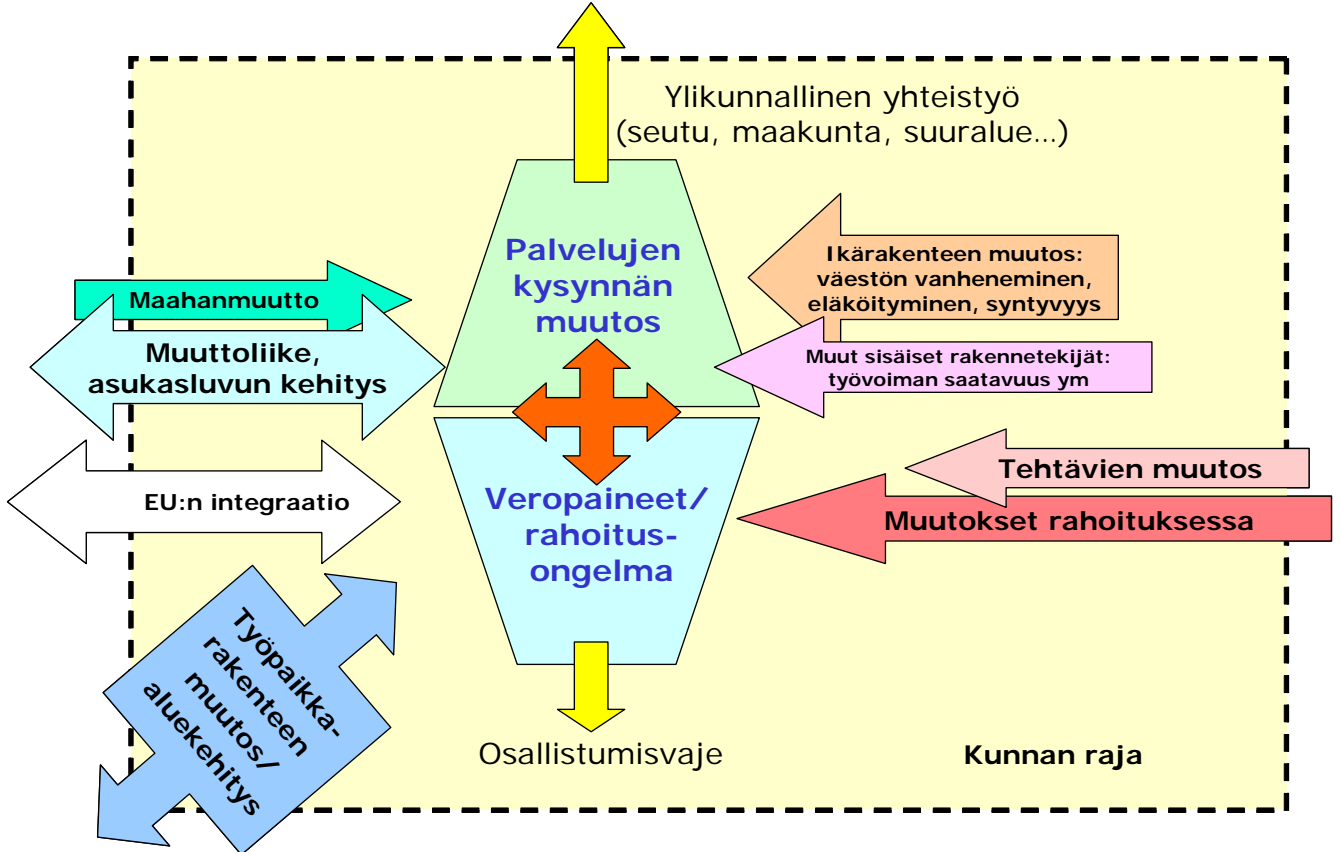 Ylikunnallinen yhteistyö
(seutu, maakunta, suuralue...)
Palvelujen
kysynnän
muutos
Ikärakenteen muutos:
väestön vanheneminen,
eläköityminen, syntyvyys
Maahanmuutto
Muuttoliike,
asukasluvun kehitys
Muut sisäiset rakennetekijät:
työvoiman saatavuus ym
EU:n integraatio
Veropaineet/
rahoitus-
ongelma
Tehtävien muutos
Muutokset rahoituksessa
Työpaikka-
rakenteen
muutos/
aluekehitys
Osallistumisvaje
Kunnan raja